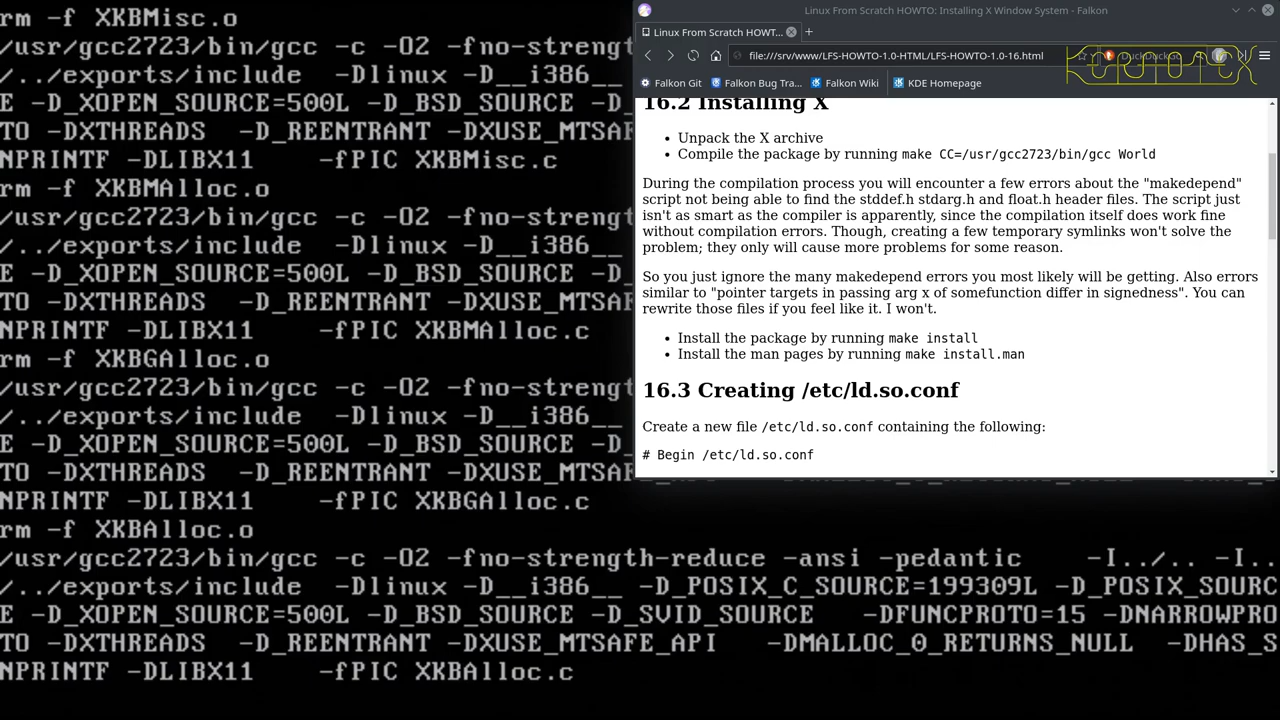 rm -f XKBMisc.o
/usr/gcc2723/bin/gcc -c -O2 -fno-strengt
/../exports/include -Dlinux -D__i386__
E -D_XOPEN_SOURCE=500L -D_BSD_SOURCE -D_
TO -DXTHREADS -D_REENTRANT -DXUSE_MTSAF
NPRINTF -DLIBX11 -fPIC XKBMisc.c
rm -f XKBMAlloc.o
/usr/gcc2723/bin/gcc -c -O2 -fno-strengt
/../exports/include -Dlinux -D__i386__
E -D_XOPEN_SOURCE=500L -D_BSD_SOURCE -D_
TO -DXTHREADS -D_REENTRANT -DXUSE_MTSAF
NPRINTF -DLIBX11 -fPIC XKBMAlloc.c
rm -f XKBGAlloc.o
/usr/gcc2723/bin/gcc -c -O2 -fno-strengt
/../exports/include -Dlinux -D__i386__
E -D_XOPEN_SOURCE=500L -D_BSD_SOURCE -D_
TO -DXTHREADS -D_REENTRANT -DXUSE_MTSAF
NPRINTF -DLIBX11 -fPIC XKBGAlloc.c
rm -f XKBAlloc.o
/usr/gcc2723/bin/gcc -c -O2 -fno-strength-reduce -ansi -pedantic -I../.. -I..
/../exports/include -Dlinux -D__i386__ -D_POSIX_C_SOURCE=199309L -D_POSIX_SOURC
E -D_XOPEN_SOURCE=500L -D_BSD_SOURCE -D_SVID_SOURCE -DFUNCPROTO=15 -DNARROWPRO
TO -DXTHREADS -D_REENTRANT -DXUSE_MTSAFE_API -DMALLOC_0_RETURNS_NULL -DHAS_S
NPRINTF -DLIBX11 -fPIC XKBAlloc.c
Linux From Scratch HOWTO: Installing X Window System - Falkon
Linux From Scratch HOWT...
file:///srv/www/LFS-HOWTO-1.0-HTML/LFS-HOWTO-1.0-16.html
Falkon Git Falkon Bug Tra... Falkon Wiki KDE Homepage
16.2 Installing X
• Unpack the X archive
• Compile the package by running make CC=/usr/gcc2723/bin/gcc World
During the compilation process you will encounter a few errors about the "makedepend"
script not being able to find the stddef.h stdarg.h and float.h header files. The script just
isn't as smart as the compiler is apparently, since the compilation itself does work fine
without compilation errors. Though, creating a few temporary symlinks won't solve the
problem; they only will cause more problems for some reason.
So you just ignore the many makedepend errors you most likely will be getting. Also errors
similar to "pointer targets in passing arg x of somefunction differ in signedness". You can
rewrite those files if you feel like it. I won't.
• Install the package by running make install
• Install the man pages by running make install.man
16.3 Creating /etc/ld.so.conf
Create a new file /etc/ld.so.conf containing the following:
# Begin /etc/ld.so.conf